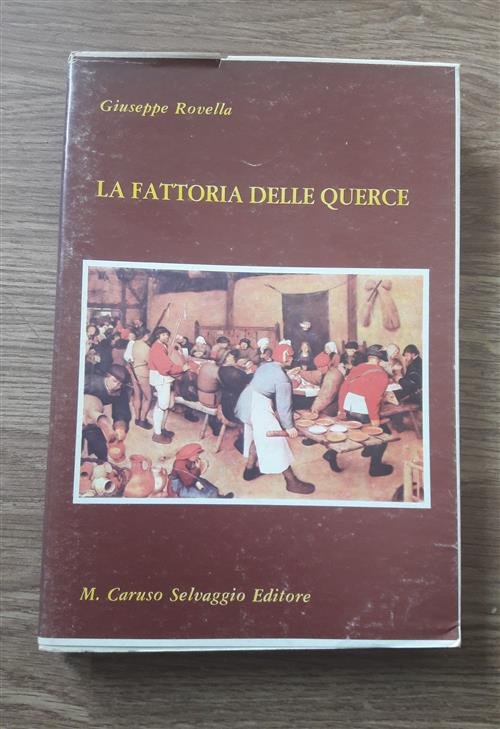 Giuseppe Rovella
LA FATTORIA DELLE QUERCE
M. Caruso Selvaggio Editore